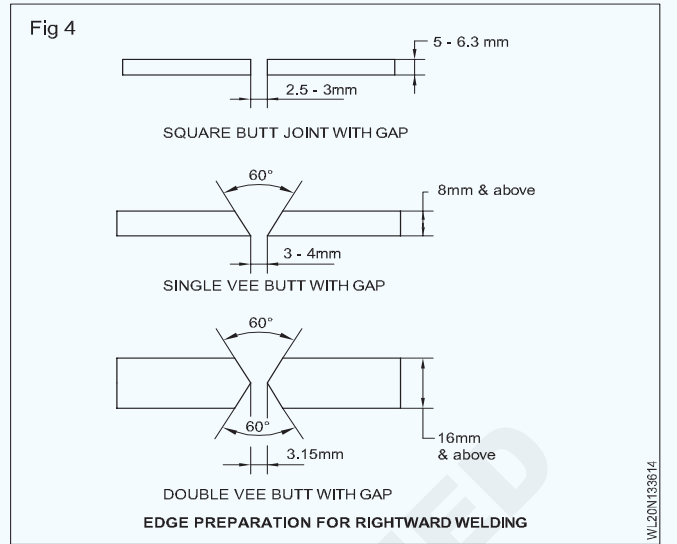 Fig 4
5 - 6.3 mm
2.5 - 3mm
SQUARE BUTT JOINT WITH GAP
60°
8mm & above
3 - 4mm
SINGLE VEE BUTT WITH GAP
60°
60°
16mm
& above
3.15mm
DOUBLE VEE BUTT WITH GAP
EDGE PREPARATION FOR RIGHTWARD WELDING
WL20N133614